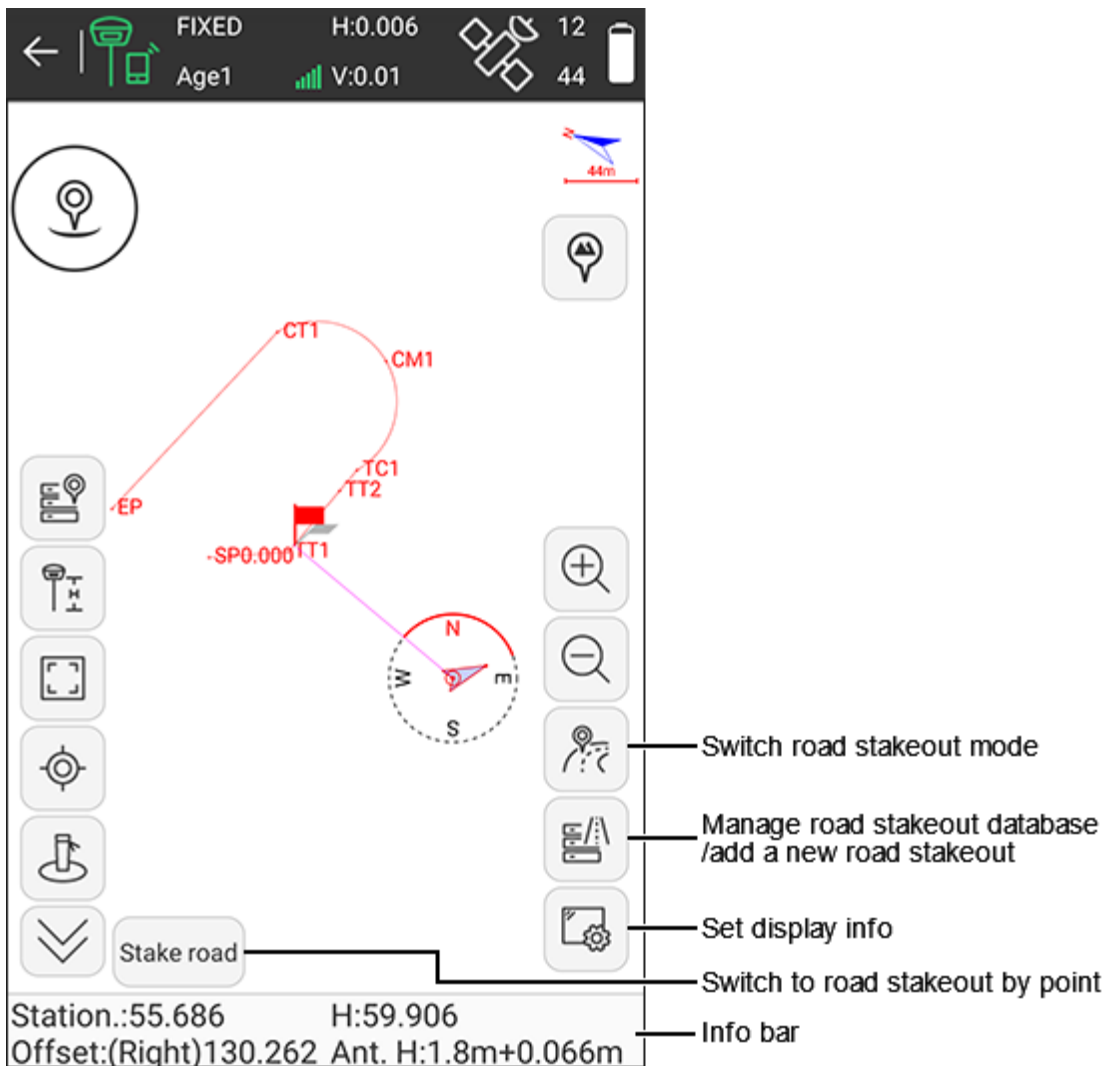 FIXED H:0.006 12
Age1 V:0.01 44
N
44m
CT1
CM1
TC1
TT2
EP
SP0.000
TT1
H
N
W E
S
Switch road stakeout mode
Manage road stakeout database
/add a new road stakeout
Set display info
Stake road
Switch to road stakeout by point
Station.:55.686 H:59.906
Info bar
Offset:(Right)130.262 Ant. H:1.8m+0.066m